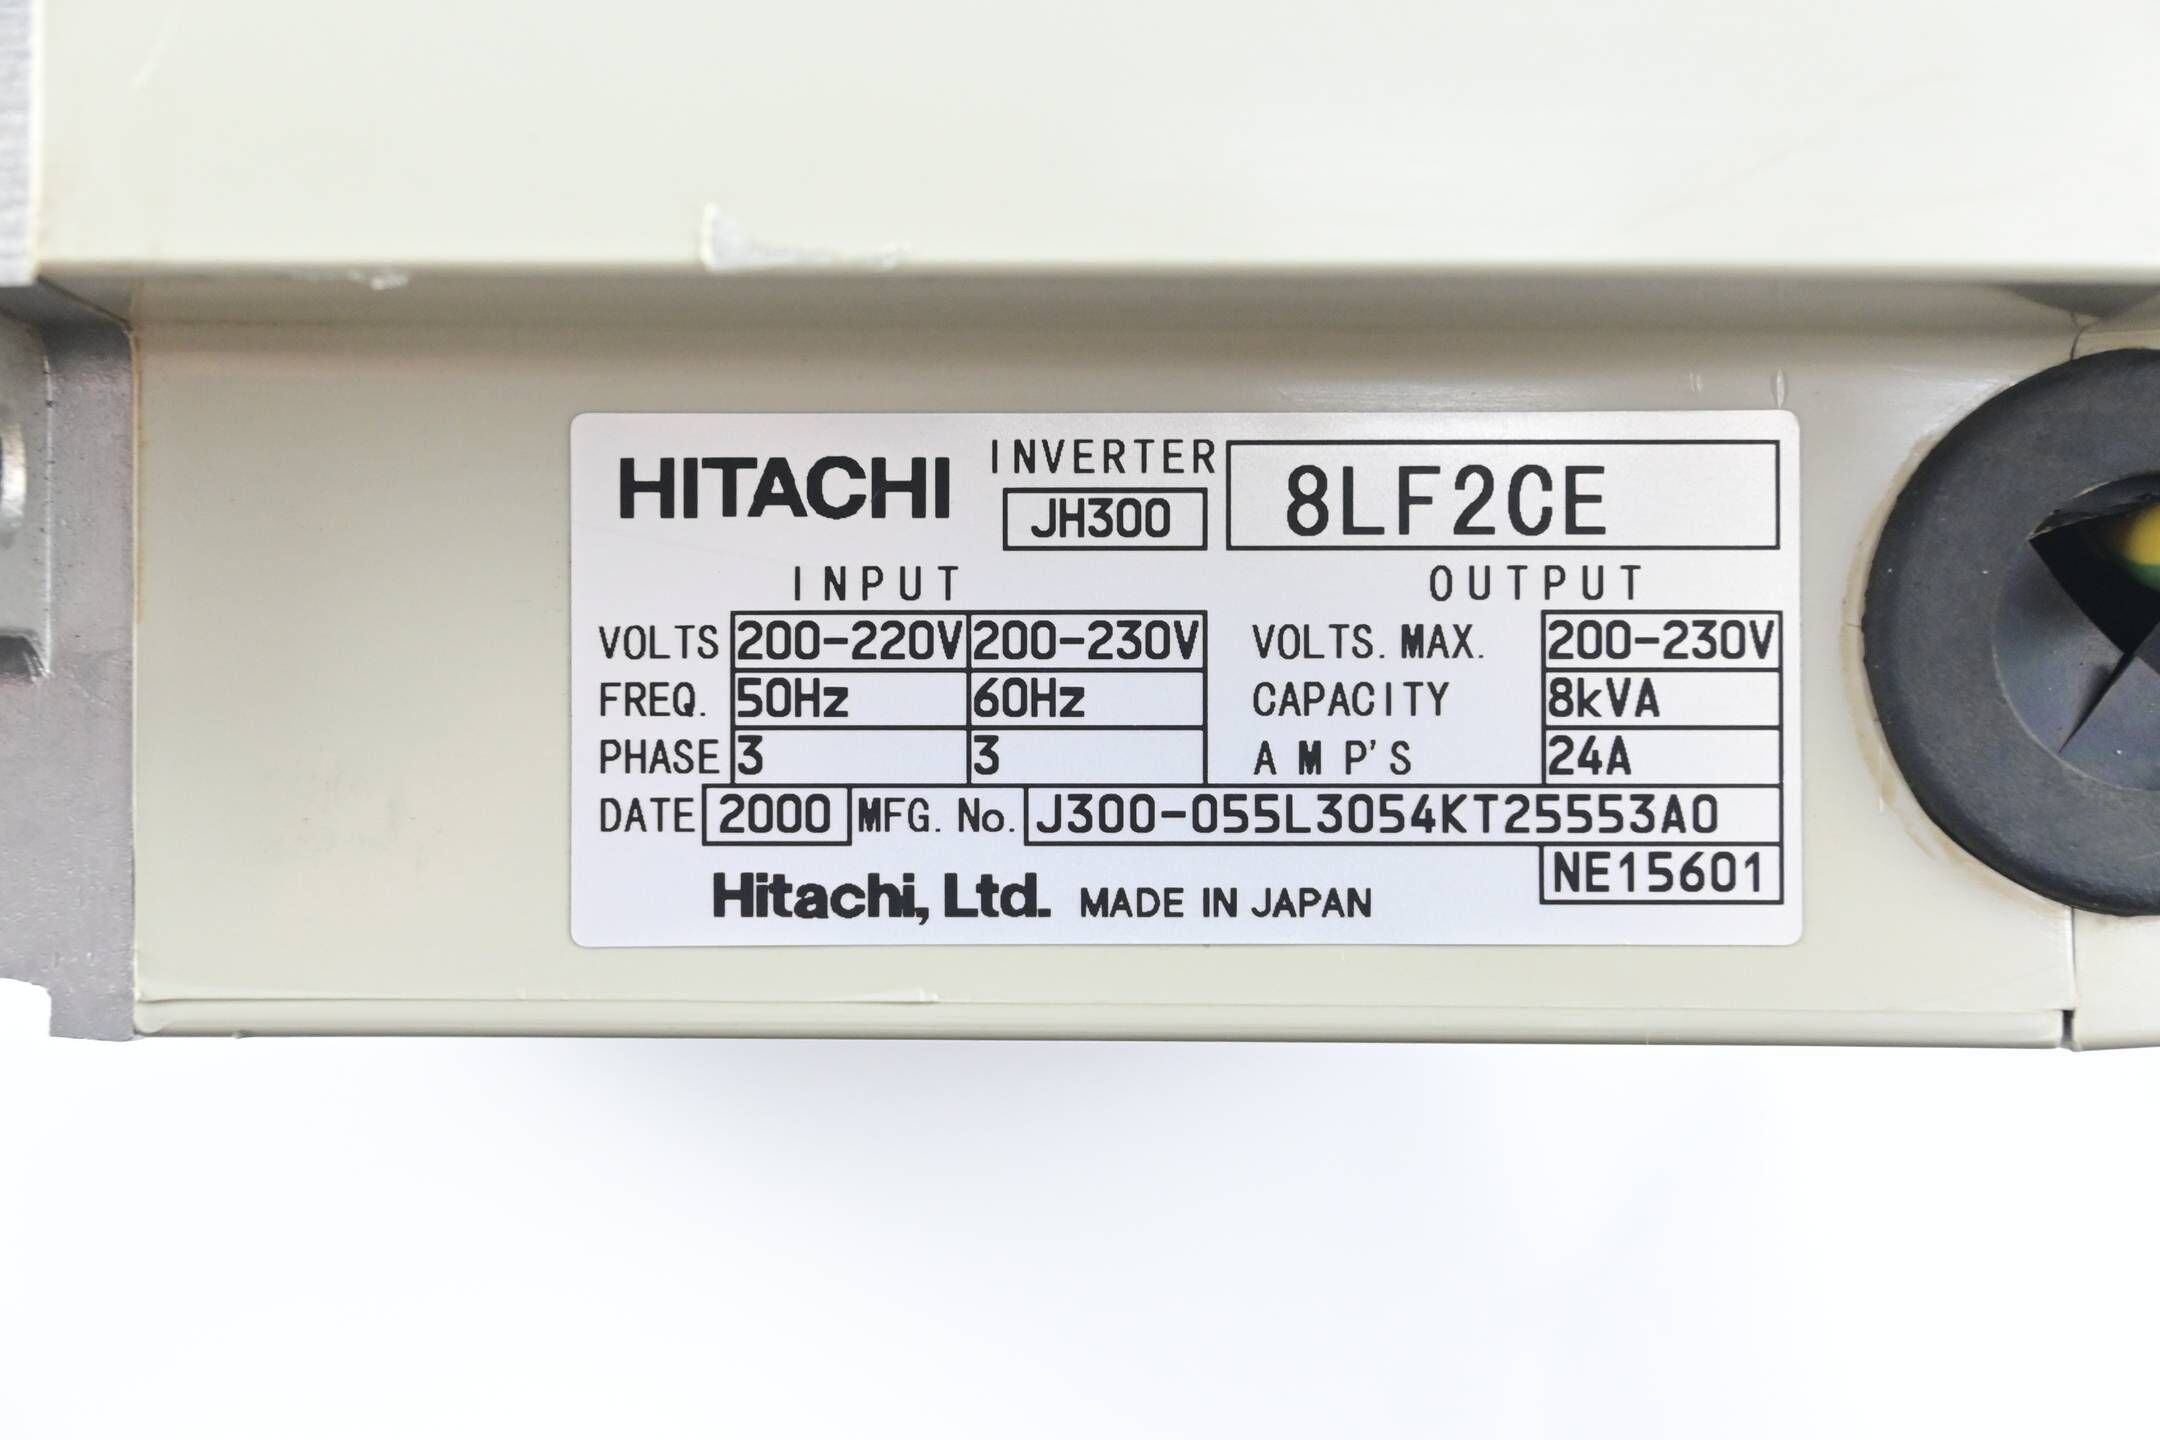 HITACHI INVERTER JH300 8LF2CE
INPUT OUTPUT
VOLTS 200-220V 200-230V VOLTS. MAX. 200-230V
FREQ. 50Hz 60Hz CAPACITY 8kVA
PHASE 3 3 AMP'S 24A
DATE 2000 MFG. No. J300-055L3054KT25553A0
NE15601
Hitachi, Ltd. MADE IN JAPAN